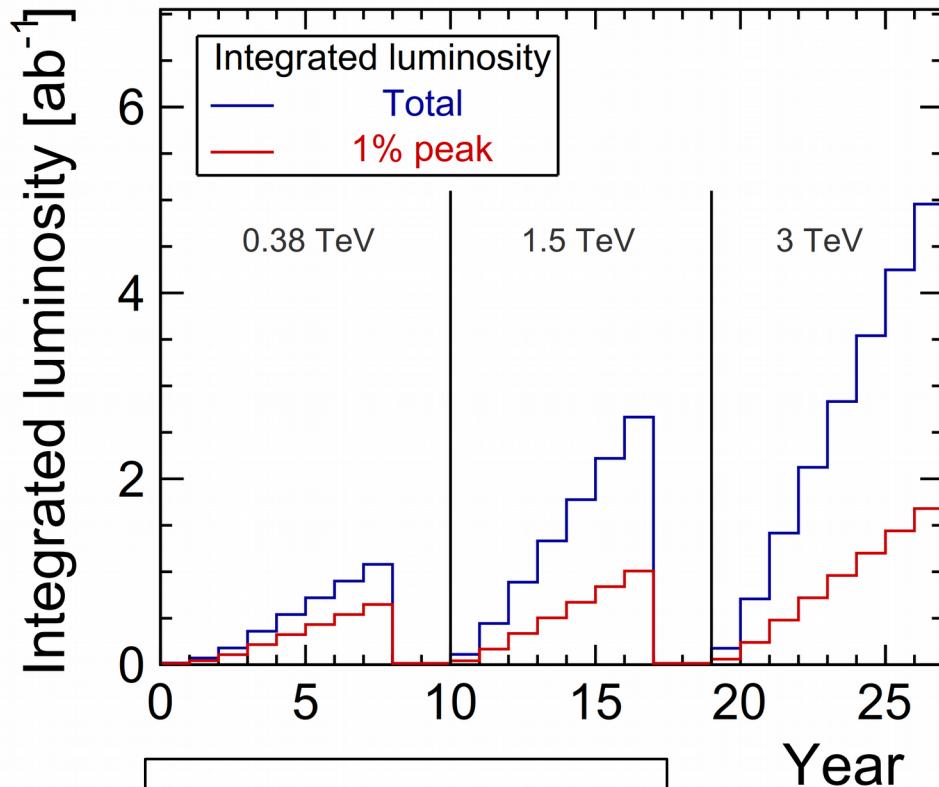 Integrated luminosity [ab⁻¹]
Integrated luminosity
Total
1% peak
0.38 TeV
1.5 TeV
3 TeV
6
4
2
0
0 5 10 15 20 25
Year